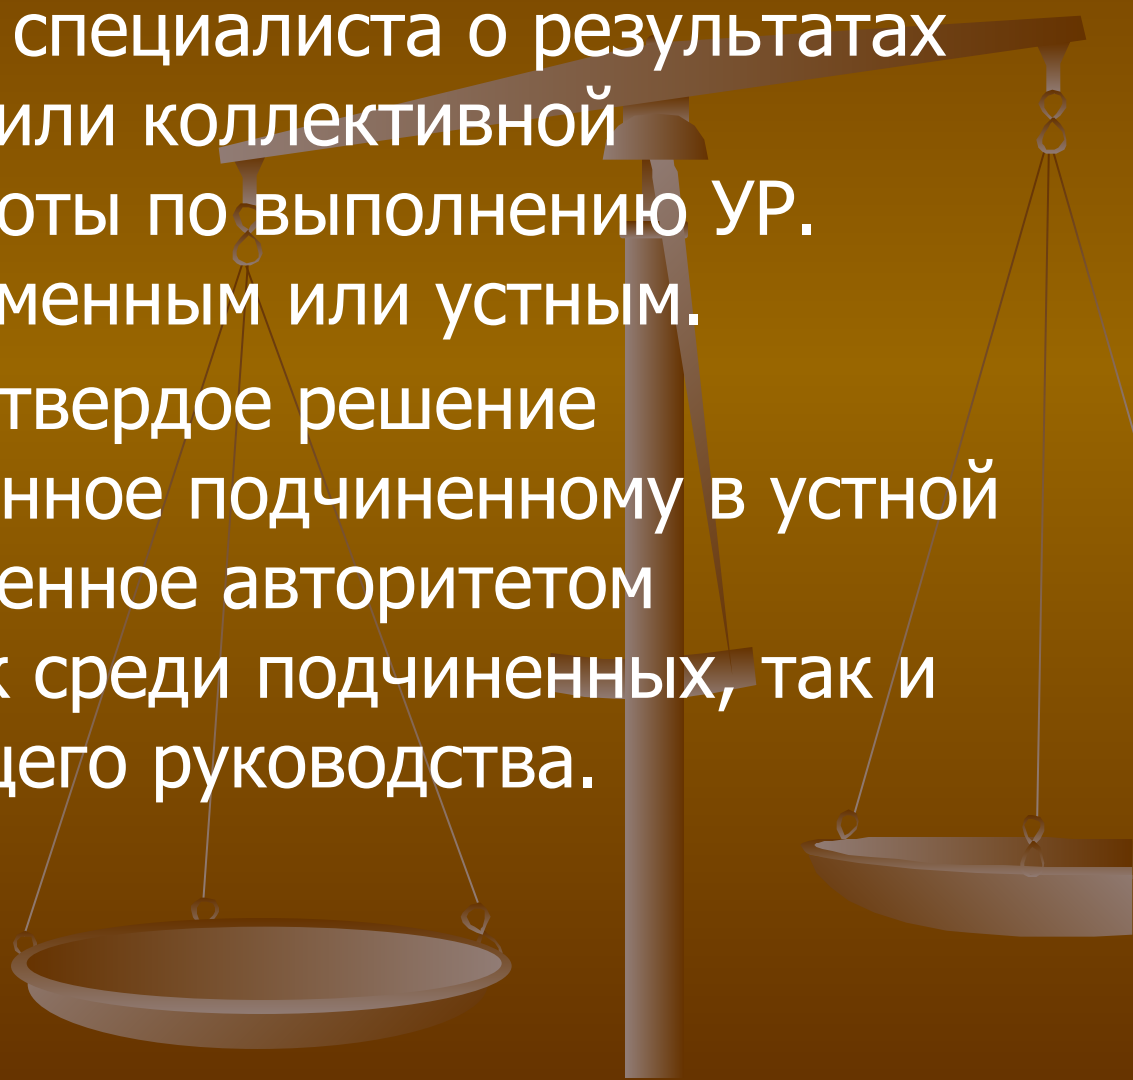 специалиста о результатах
или коллективной
оты по выполнению УР.
менным или устным.
твердое решение
нное подчиненному в устной
енное авторитетом
к среди подчиненных, так и
щего руководства.